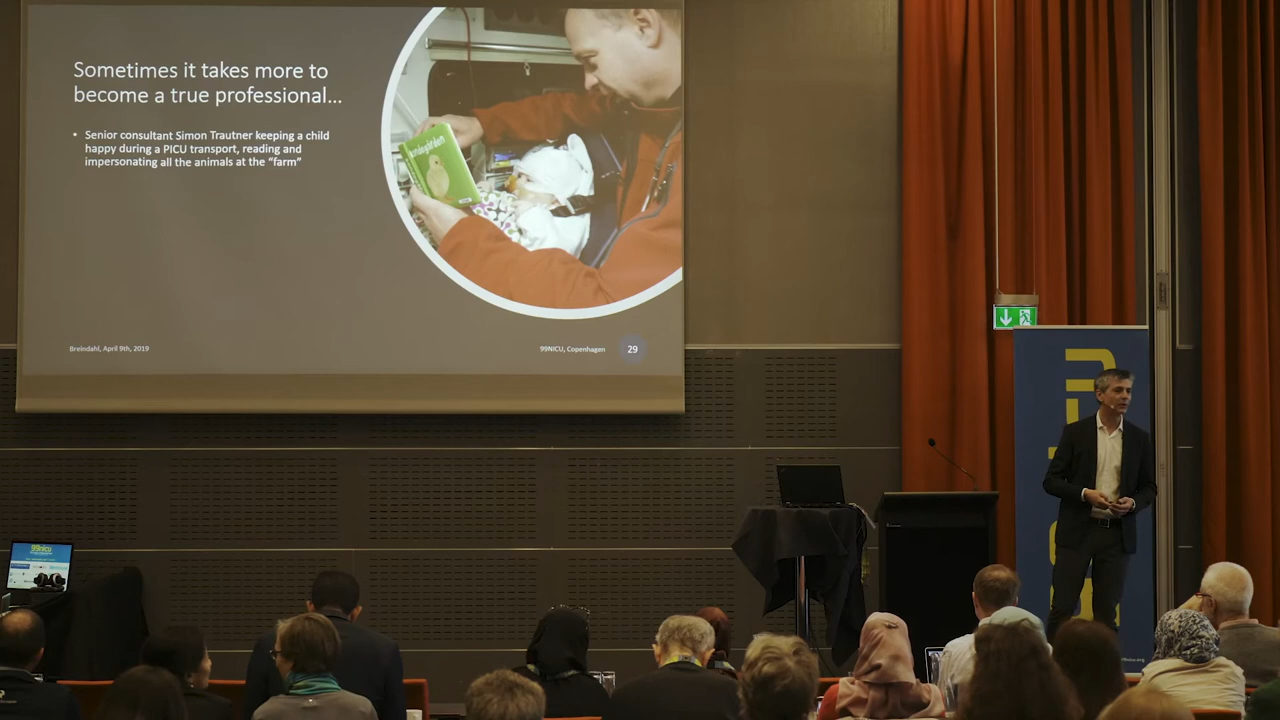 Sometimes it takes more to
become a true professional...
• Senior consultant Simon Trautner keeping a child
happy during a PICU transport, reading and
impersonating all the animals at the "farm"
Breindahl, April 9th, 2019
99NICU, Copenhagen
29
99nicu